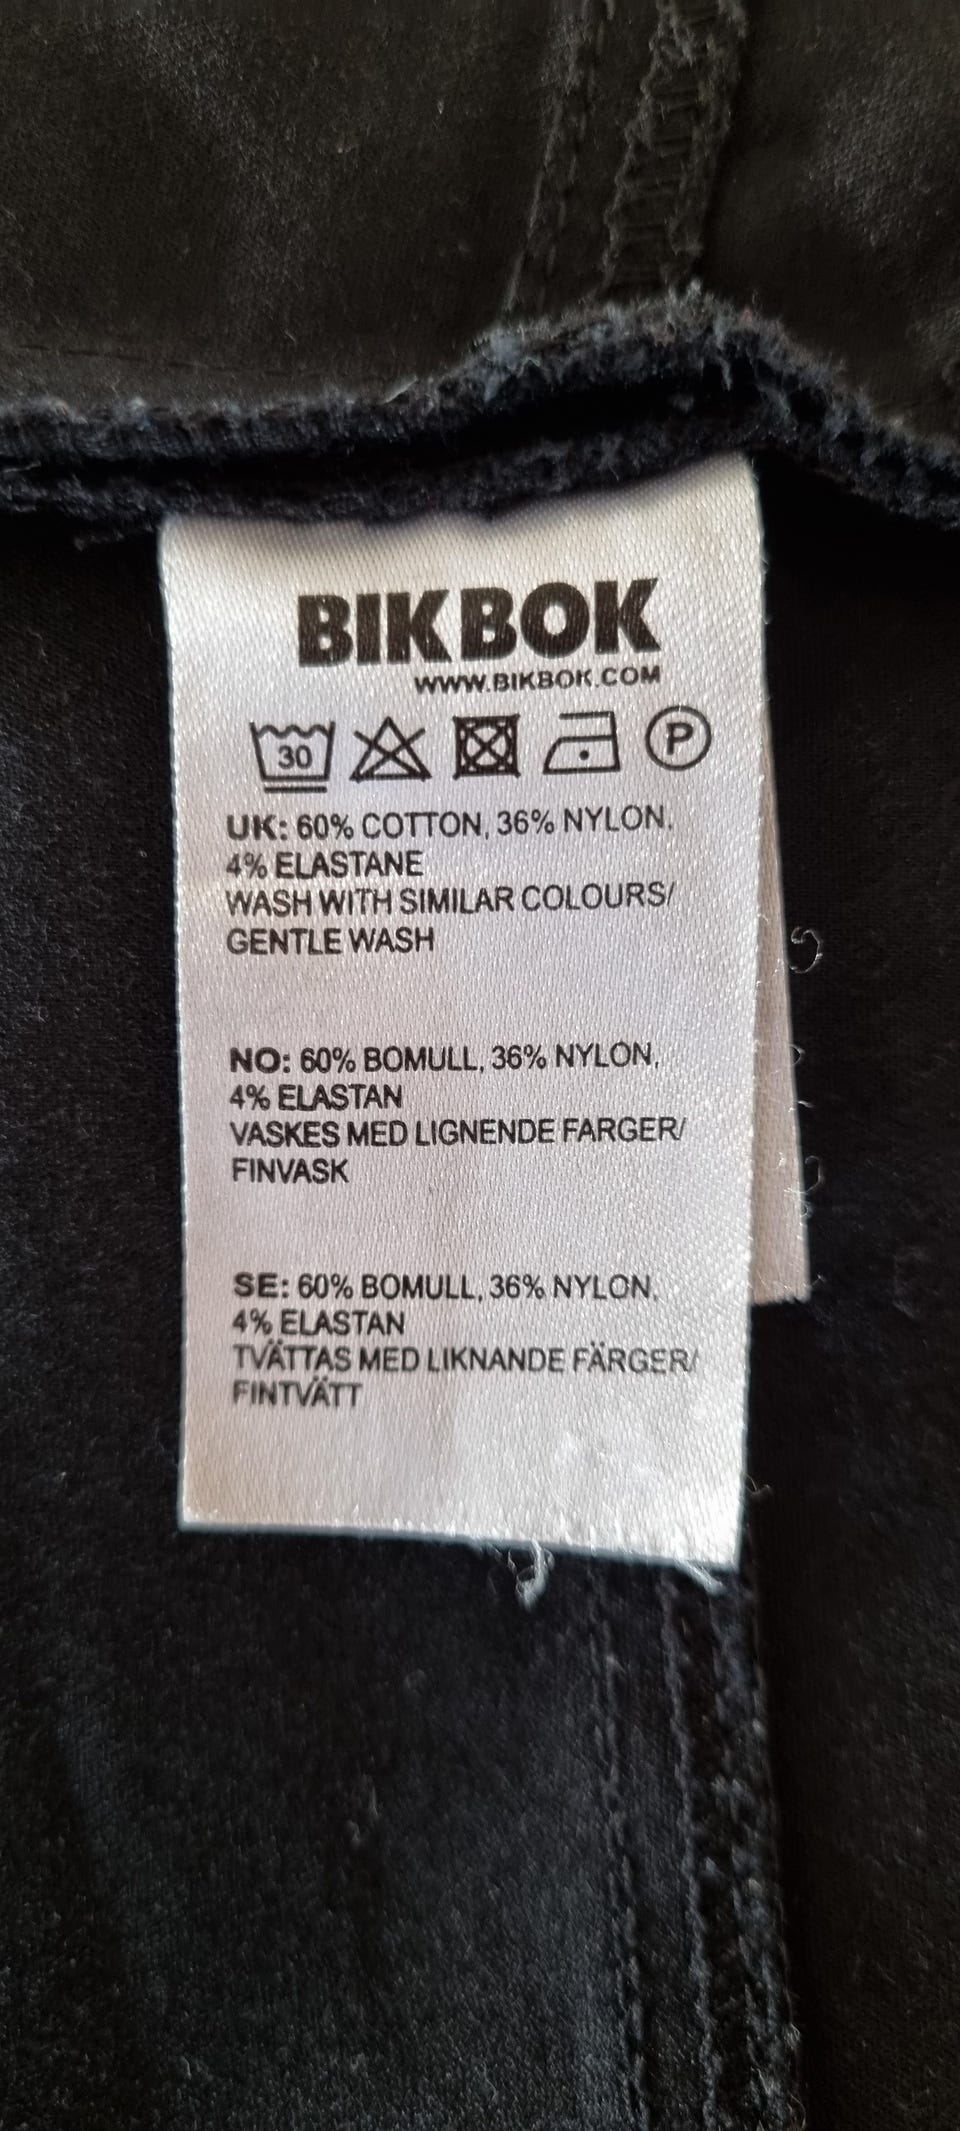 BIKBOK
WWW.BIKBOK.COM
30
P
UK: 60% COTTON, 36% NYLON,
4% ELASTANE
WASH WITH SIMILAR COLOURS/
GENTLE WASH
NO: 60% BOMULL, 36% NYLON,
4% ELASTAN
VASKES MED LIGNENDE FARGER/
FINVASK
SE: 60% BOMULL, 36% NYLON,
4% ELASTAN
TVÄTTAS MED LIKNANDE FÄRGER/
FINTVÄTT